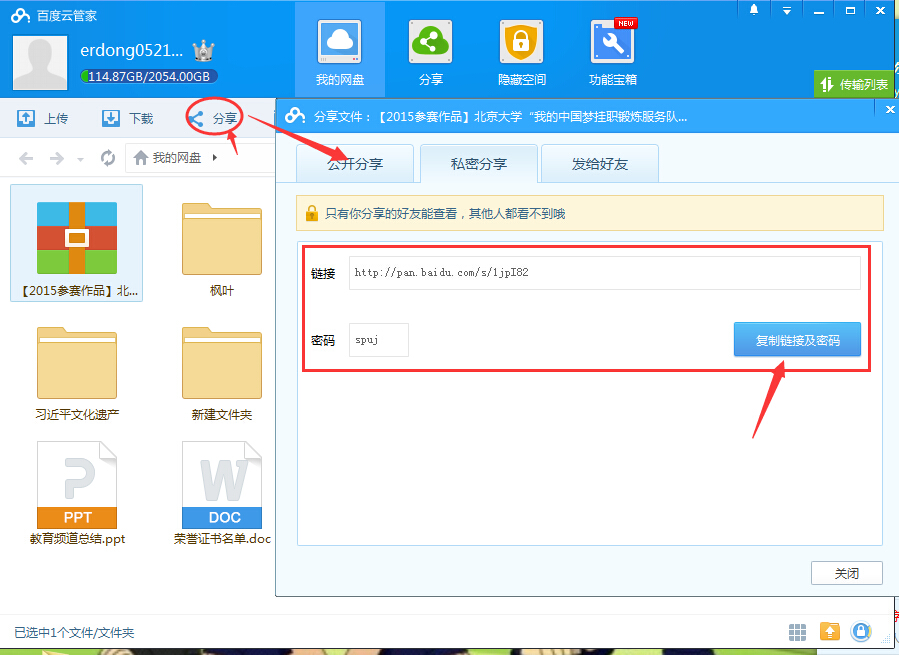 百度云管家
erdong0521...
114.87GB/2054.00GB
我的网盘
分享
隐藏空间
NEW
功能宝箱
传输列表
上传
下载
分享
我的网盘
【2015参赛作品】北...
枫叶
习近平文化遗产
新建文件夹
P
PPT
教育频道总结.ppt
W
DOC
荣誉证书名单.doc
分享文件：【2015参赛作品】北京大学“我的中国梦挂职锻炼服务队...
公开分享
私密分享
发给好友
只有你分享的好友能查看，其他人都看不到哦
链接
http://pan.baidu.com/s/1jpI82
密码
spuj
复制链接及密码
关闭
已选中1个文件/文件夹